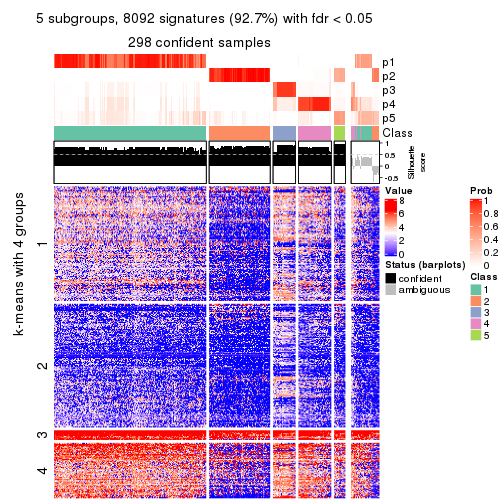 5 subgroups, 8092 signatures (92.7%) with fdr < 0.05
298 confident samples
p1
p2
p3
p4
p5
Class
1
0.5
0
-0.5
Silhouette
score
k-means with 4 groups
1
2
3
4
Value
8
6
4
2
0
Status (barplots)
confident
ambiguous
Prob
1
0.8
0.6
0.4
0.2
0
Class
1
2
3
4
5